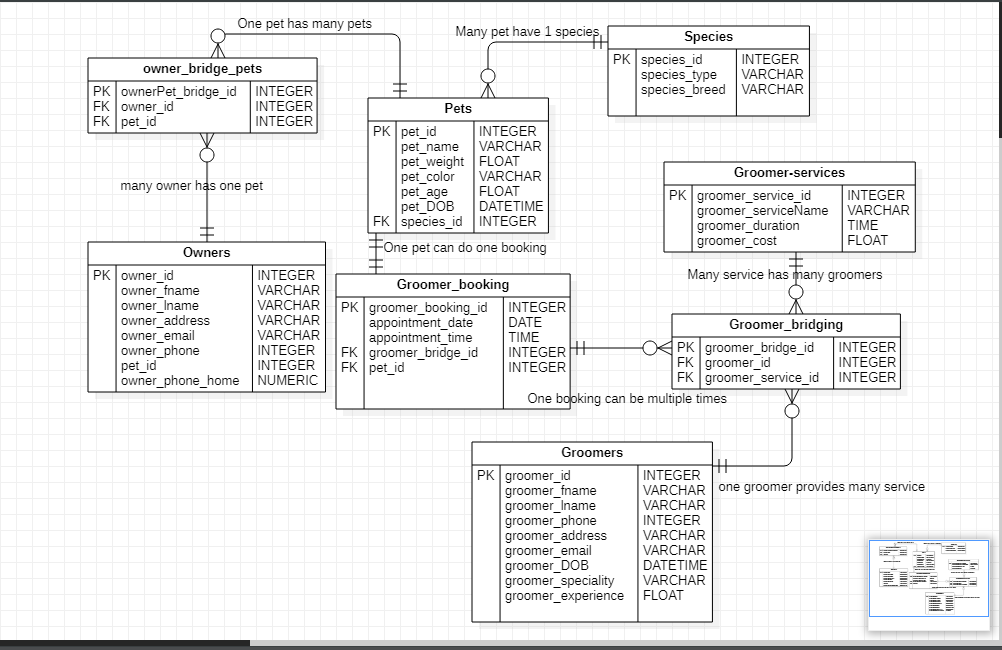 One pet has many pets
owner_bridge_pets
PK ownerPet_bridge_id INTEGER
FK owner_id INTEGER
FK pet_id INTEGER
many owner has one pet
Owners
PK owner_id INTEGER
owner_fname VARCHAR
owner_lname VARCHAR
owner_address VARCHAR
owner_email VARCHAR
owner_phone INTEGER
pet_id INTEGER
owner_phone_home NUMERIC
Many pet have 1 species
Pets
PK pet_id INTEGER
pet_name VARCHAR
pet_weight FLOAT
pet_color VARCHAR
pet_age FLOAT
pet_DOB DATETIME
FK species_id INTEGER
Species
PK species_id INTEGER
species_type VARCHAR
species_breed VARCHAR
One pet can do one booking
Groomer_booking
PK groomer_booking_id INTEGER
appointment_date DATE
appointment_time TIME
FK groomer_bridge_id INTEGER
FK pet_id INTEGER
Groomer-services
PK groomer_service_id INTEGER
groomer_serviceName VARCHAR
groomer_duration TIME
groomer_cost FLOAT
Many service has many groomers
Groomer_bridging
PK groomer_bridge_id INTEGER
FK groomer_id INTEGER
FK groomer_service_id INTEGER
One booking can be multiple times
Groomers
PK groomer_id INTEGER
groomer_fname VARCHAR
groomer_lname VARCHAR
groomer_phone INTEGER
groomer_address VARCHAR
groomer_email VARCHAR
groomer_DOB DATETIME
groomer_speciality VARCHAR
groomer_experience FLOAT
one groomer provides many service